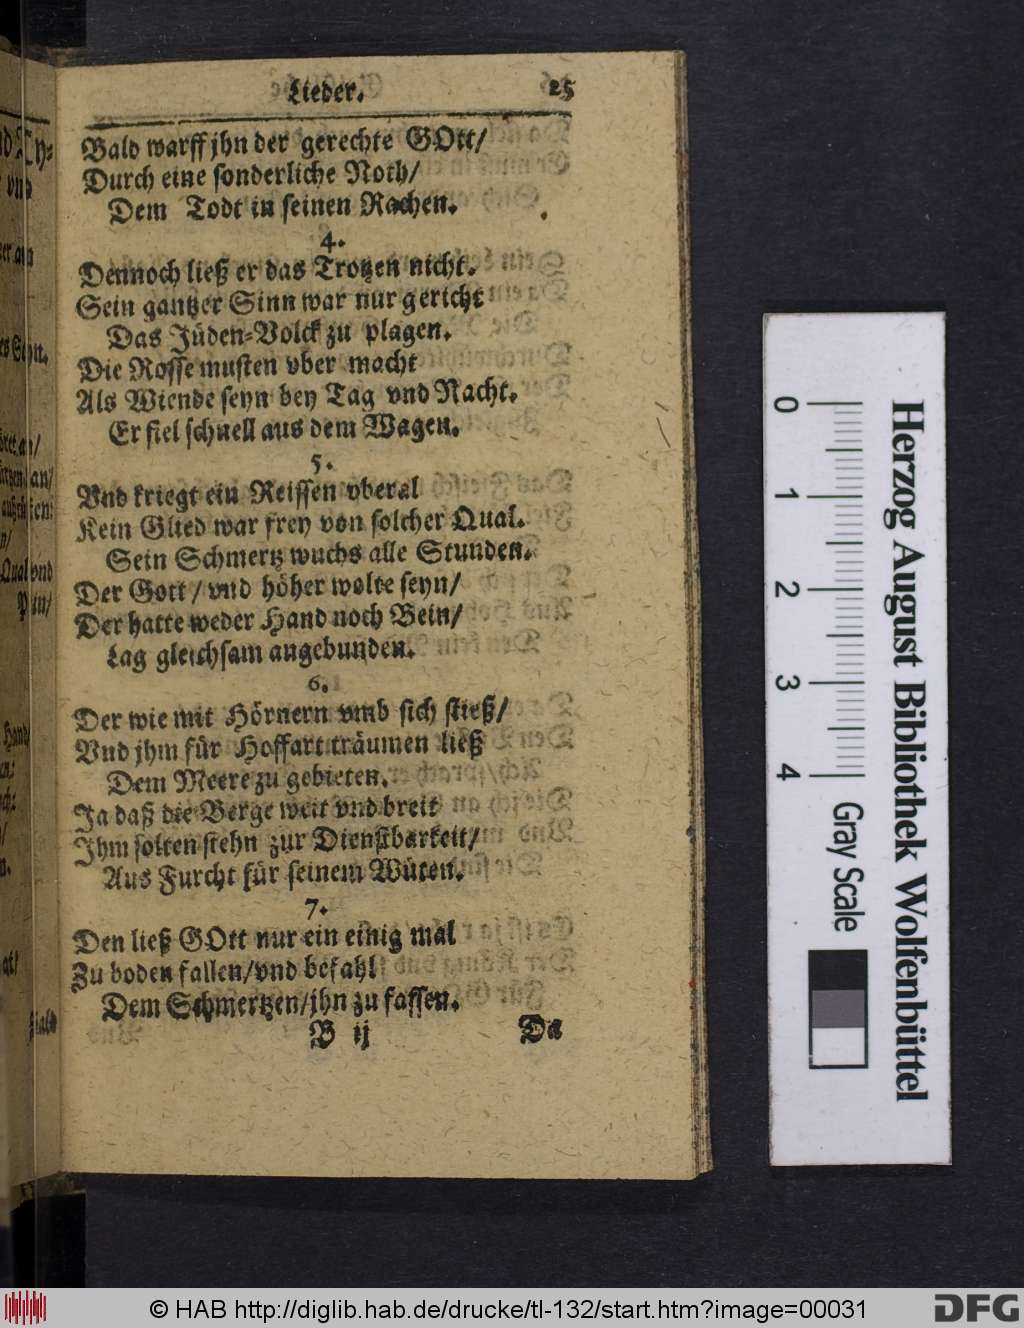 Lieder. 25
Bald warff jhn der gerechte GOtt/
Durch eine sonderliche Noth/
Dem Todt in seinen Rachen.
4.
Dennoch ließ er das Trotzen nicht.
Sein gantzer Sinn war nur gericht
Das Jüden-Volck zu plagen.
Die Rosse musten vber macht
Als Wiende seyn bey Tag vnd Nacht.
Er fiel schnell aus dem Wagen.
5.
Vnd kriegt ein Reissen vberal
Kein Glied war frey von solcher Qual.
Sein Schmertz wuchs alle Stunden.
Der Gott / vnd höher wolte seyn/
Der hatte weder Hand noch Bein/
Lag gleichsam angebunden.
6.
Der wie mit Hörnern vmb sich stieß/
Vnd jhm für Hoffart träumen ließ
Dem Meere zu gebieten.
Ja daß die Berge weit vnd breit
Ihm solten stehn zur Dienstbarkeit/
Aus Furcht für seinem Wüten.
7.
Den ließ GOtt nur ein einig mal
Zu boden fallen/vnd befahl
Dem Schmertzen/jhn zu fassen.
B ij Da
0 1 2 3 4
Herzog August Bibliothek Wolfenbüttel
Gray Scale
© HAB http://diglib.hab.de/drucke/tl-132/start.htm?image=00031
DFG